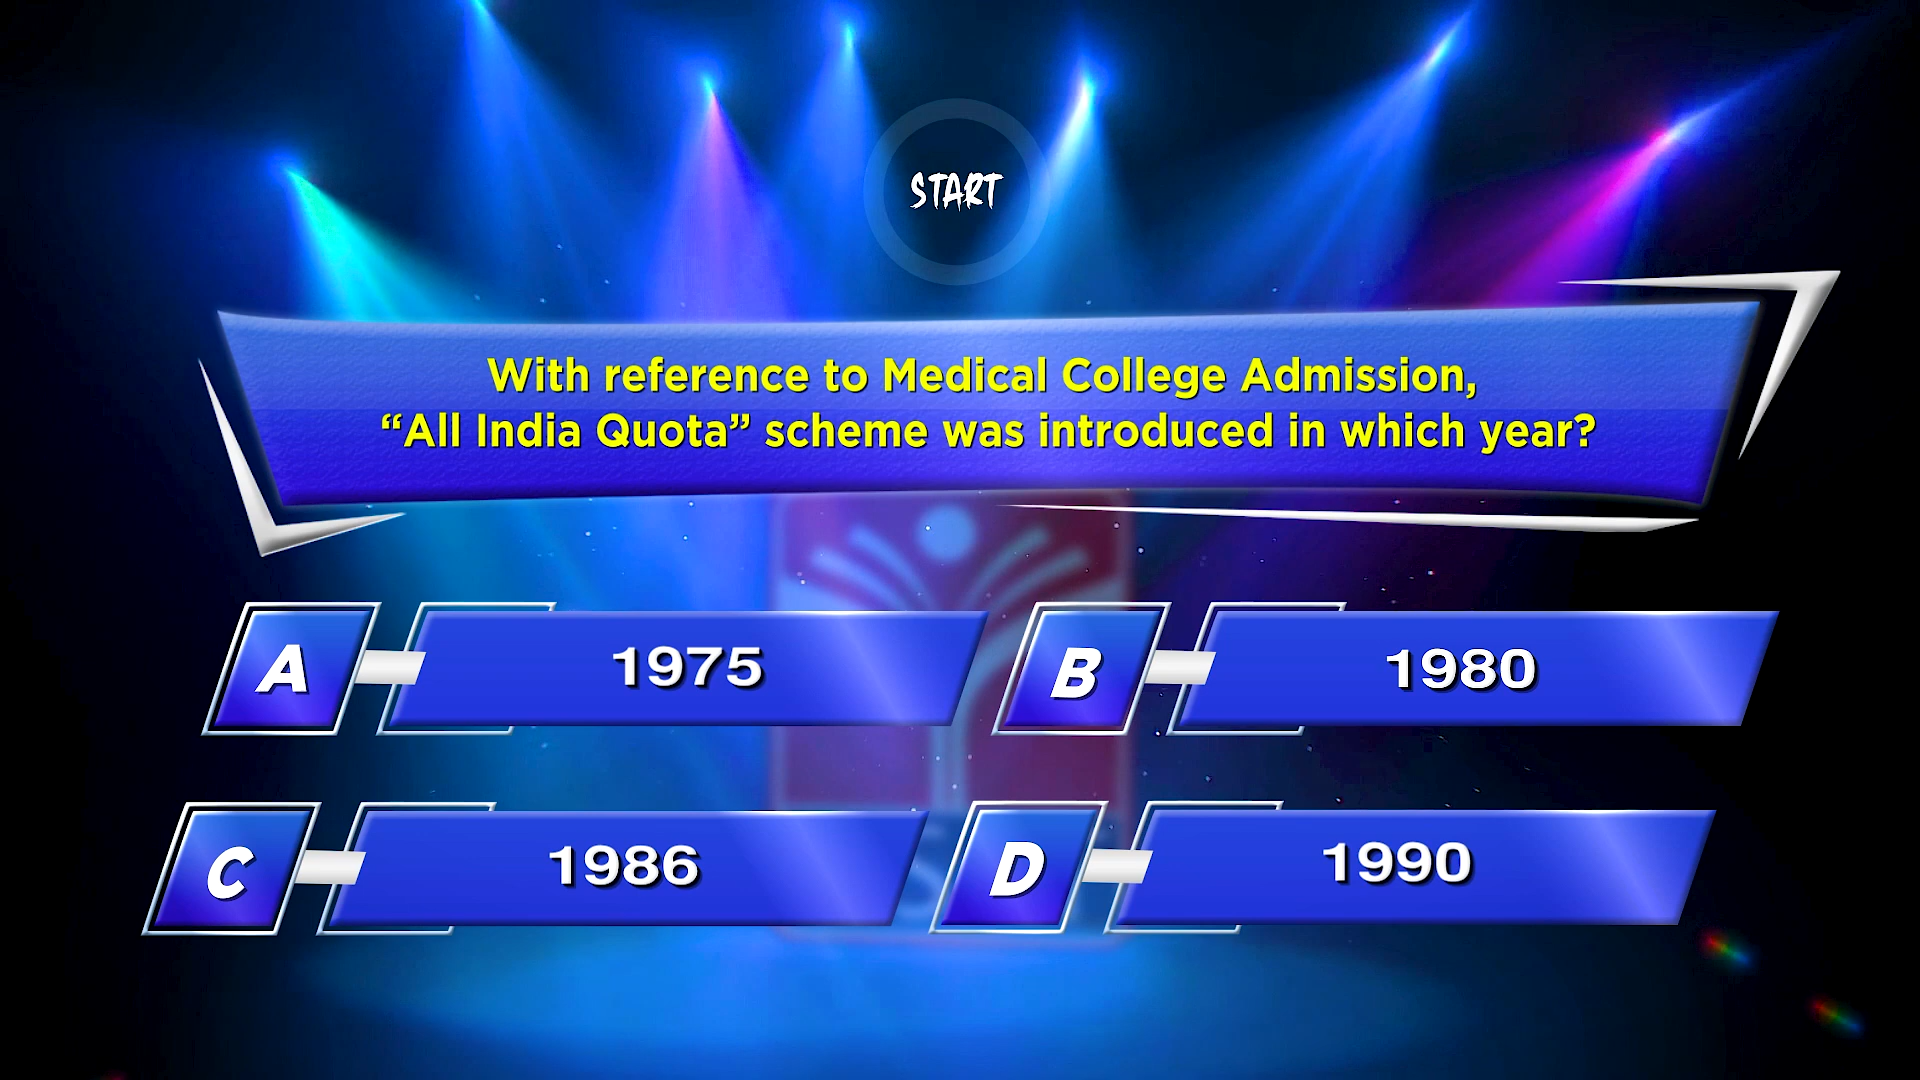 START
With reference to Medical College Admission,
“All India Quota” scheme was introduced in which year?
A 1975
B 1980
C 1986
D 1990